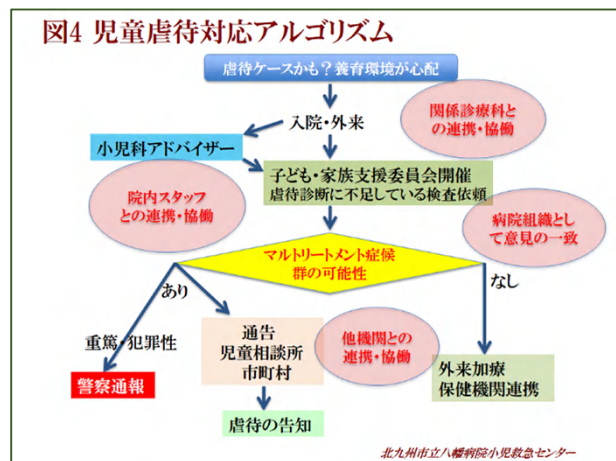 図4 児童虐待対応アルゴリズム
虐待ケースかも？養育環境が心配
関係診療科と
の連携・協働
入院・外来
小児科アドバイザー
子ども・家族支援委員会開催
虐待診断に不足している検査依頼
院内スタッフ
との連携・協働
病院組織とし
て意見の一致
マルトリートメント症候
群の可能性
あり
なし
重篤・犯罪性
警察通報
通告
児童相談所
市町村
他機関との
連携・協働
外来加療
保健機関連携
虐待の告知
北九州市立八幡病院小児救急センター